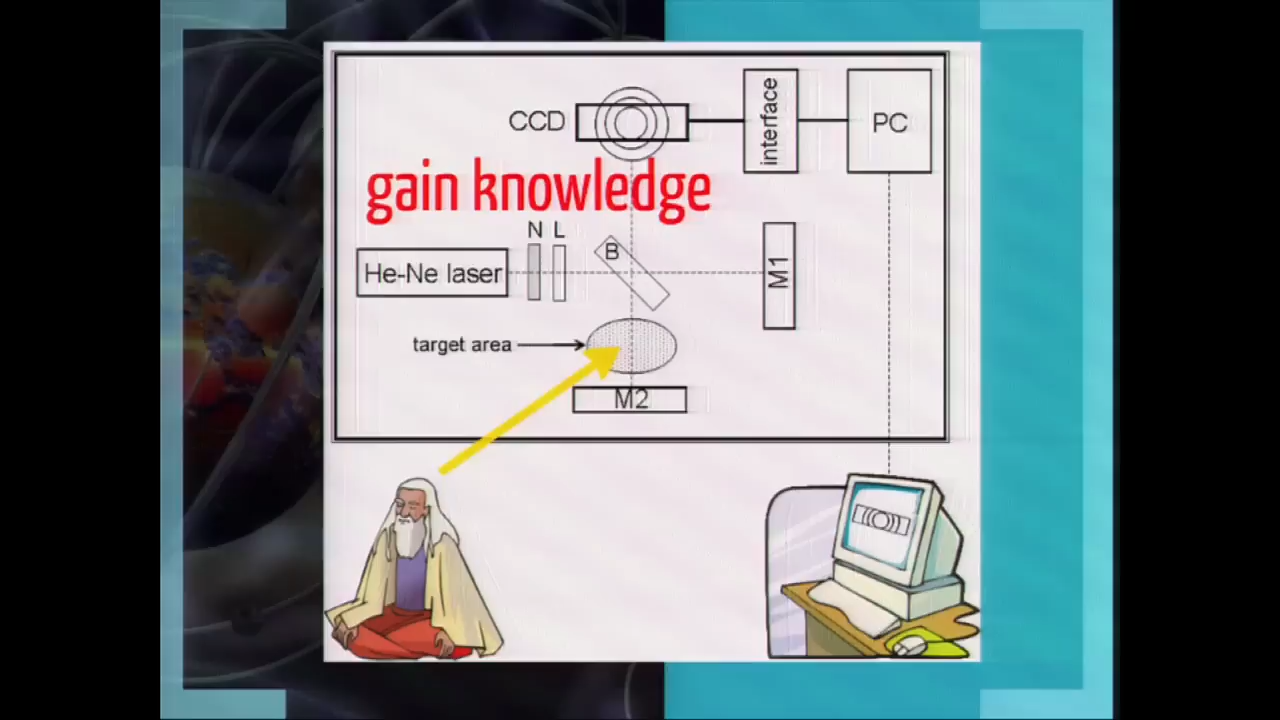 CCD
interface
PC
gain knowledge
N L
B
He-Ne laser
M1
target area
M2